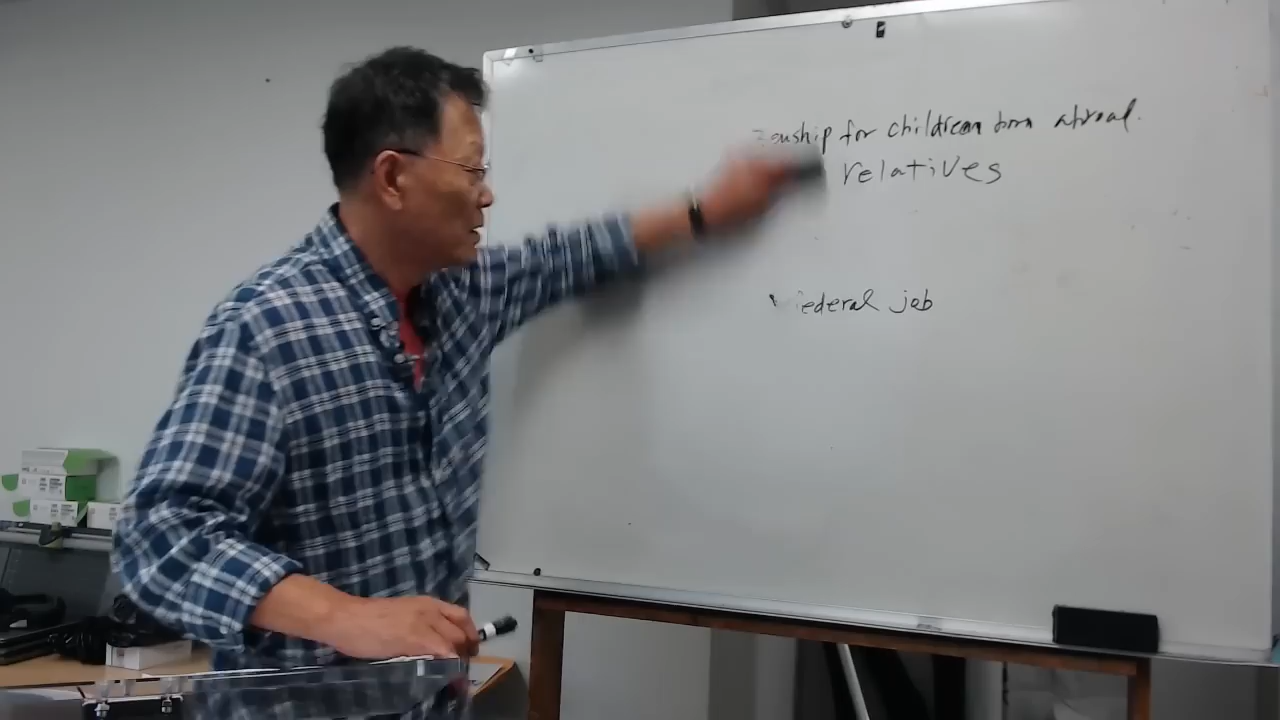 zenship for children born abroad.
relatives
federal job